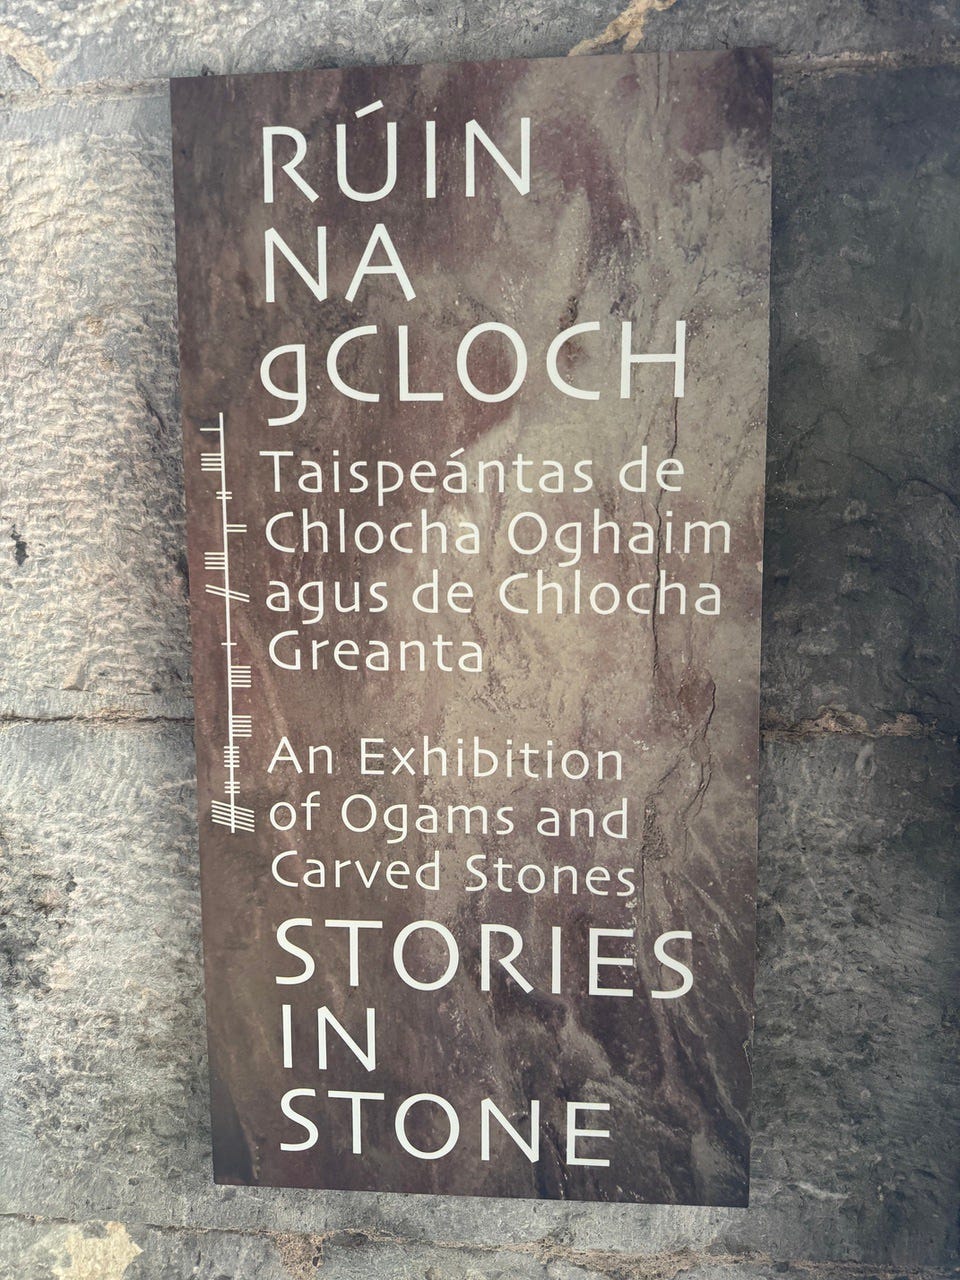 RÚIN
NA
gCLOCH
Taispeántas de
Chlocha Oghaim
agus de Chlocha
Greanta
An Exhibition
of Ogams and
Carved Stones
STORIES
IN
STONE